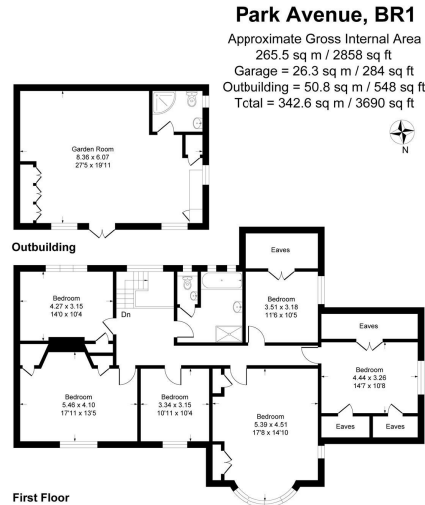 Park Avenue, BR1
Approximate Gross Internal Area
265.5 sq m / 2858 sq ft
Garage = 26.3 sq m / 284 sq ft
Outbuilding = 50.8 sq m / 548 sq ft
Total = 342.6 sq m / 3690 sq ft
N
Garden Room
8.36 x 6.07
27'5 x 19'11
Outbuilding
Eaves
Bedroom
4.27 x 3.15
14'0 x 10'4
Dn
Bedroom
3.51 x 3.18
11'6 x 10'5
Eaves
Bedroom
4.44 x 3.26
14'7 x 10'8
Bedroom
5.46 x 4.10
17'11 x 13'5
Bedroom
3.34 x 3.15
10'11 x 10'4
Bedroom
5.39 x 4.51
17'8 x 14'10
Eaves
Eaves
First Floor